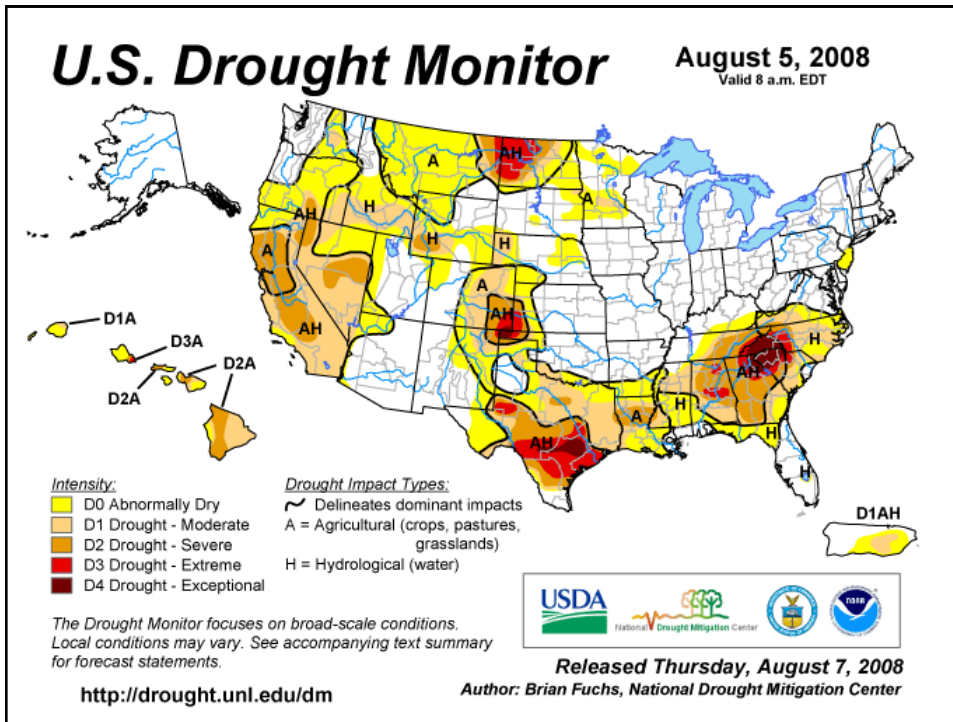 U.S. Drought Monitor
August 5, 2008
Valid 8 a.m. EDT
AH
A
H
A
AH
H
H
A
A
AH
AH
AH
H
AH
A
H
H
AH
H
D1A
D3A
D2A
D2A
D1AH
Intensity:
D0 Abnormally Dry
D1 Drought - Moderate
D2 Drought - Severe
D3 Drought - Extreme
D4 Drought - Exceptional
Drought Impact Types:
Delineates dominant impacts
A = Agricultural (crops, pastures,
grasslands)
H = Hydrological (water)
The Drought Monitor focuses on broad-scale conditions.
Local conditions may vary. See accompanying text summary
for forecast statements.
http://drought.unl.edu/dm
USDA
National Drought Mitigation Center
NOAA
Released Thursday, August 7, 2008
Author: Brian Fuchs, National Drought Mitigation Center